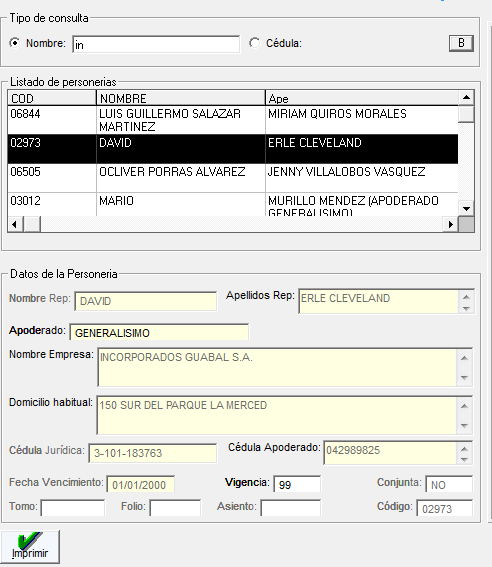 Tipo de consulta
Nombre: in Cédula: B
Listado de personerias
COD NOMBRE Ape
06844 LUIS GUILLERMO SALAZAR MIRIAM QUIROS MORALES
MARTINEZ
02973 DAVID ERLE CLEVELAND
06505 OCLIVER PORRAS ALVAREZ JENNY VILLALOBOS VASQUEZ
03012 MARIO MURILLO MENDEZ (APODERADO
GENERALISIMO)
Datos de la Personeria
Nombre Rep: DAVID Apellidos Rep: ERLE CLEVELAND
Apoderado: GENERALISIMO
Nombre Empresa: INCORPORADOS GUABAL S.A.
Domicilio habitual: 150 SUR DEL PARQUE LA MERCED
Cédula Jurídica: 3-101-183763 Cédula Apoderado: 042989825
Fecha Vencimiento: 01/01/2000 Vigencia: 99 Conjunta: NO
Tomo: Folio: Asiento: Código: 02973
Imprimir